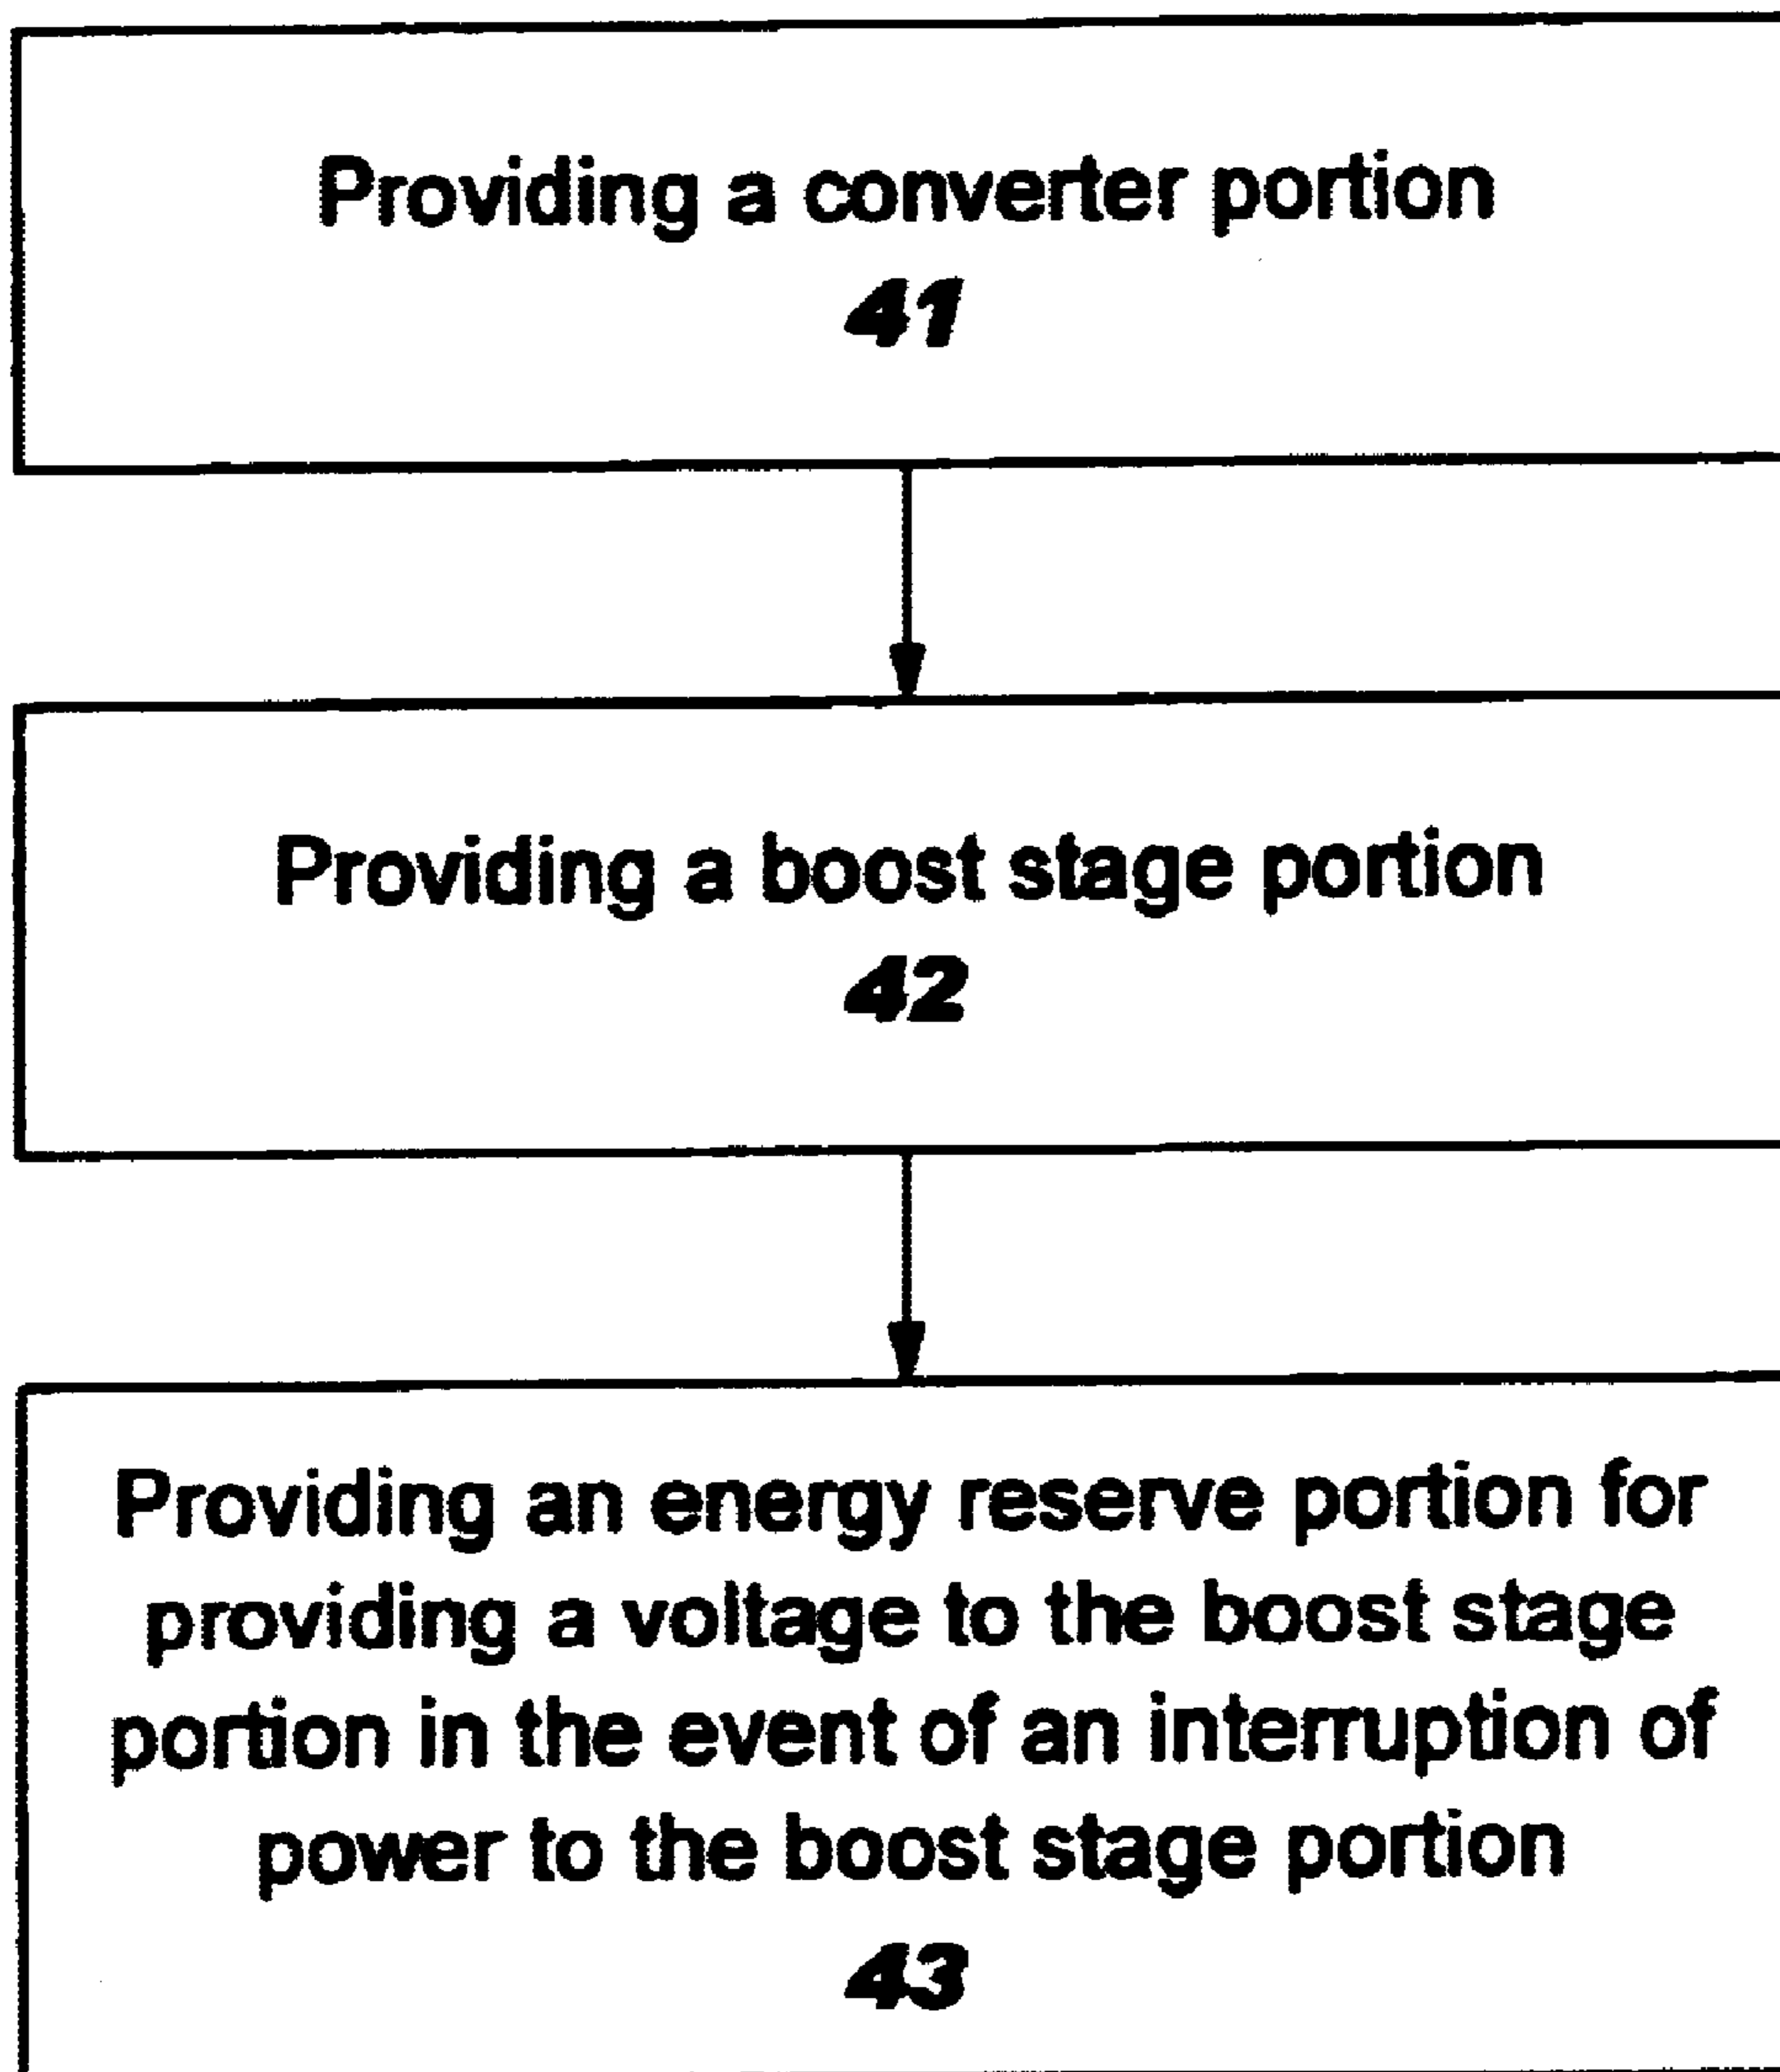 Providing a converter portion
41
Providing a boost stage portion
42
Providing an energy reserve portion for
providing a voltage to the boost stage
portion in the event of an interruption of
power to the boost stage portion
43